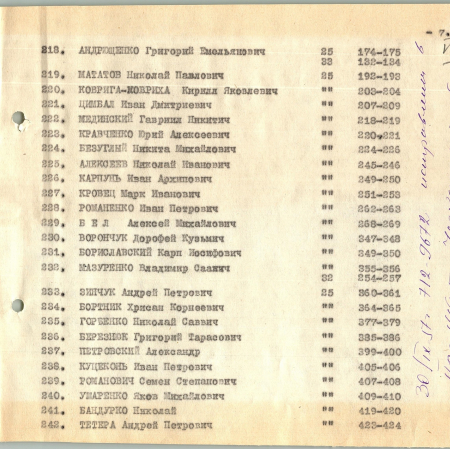 - 7.
218. АНДРЮЩЕНКО Григорий Емельянович 25 174-175
33 132-134
219. МАТАТОВ Николай Павлович 25 192-193
220. КОВРИГА-КОВРИХА Кирилл Яковлевич "" 203-204
221. ЦИМБАЛ Иван Дмитриевич "" 207-209
222. МЕДИНСКИЙ Гавриил Никитич "" 218-219
223. КРАВЧЕНКО Юрий Алексеевич "" 220-221
224. БЕЗУГЛЫЙ Никита Михайлович "" 224-226
225. АЛЕКСЕЕВ Николай Иванович "" 245-246
226. КАРПУНЬ Иван Архипович "" 249-250
227. КРОВЕЦ Марк Иванович "" 251-253
228. РОМАНЕНКО Иван Петрович "" 262-263
229. Б Е Л Алексей Михайлович "" 268-269
230. ВОРОНЧУК Дорофей Кузьмич "" 347-348
231. БОРИСЛАВСКИЙ Карп Иосифович "" 349-350
232. МАЗУРЕНКО Владимир Саввич "" 355-356
32 254-257
233. ЗИНЧУК Андрей Петрович 25 360-361
234. БОРТНИК Хрисан Корнеевич "" 364-365
235. ГОРБЕНКО Николай Саввич "" 377-379
236. БЕРЕЗНЮК Григорий Тарасович "" 385-386
237. ПЕТРОВСКИЙ Александр "" 399-400
238. КУЦЕКОНЬ Иван Петрович "" 405-406
239. РОМАНОВИЧ Семен Степанович "" 407-408
240. УМАРЕНКО Яков Михайлович "" 409-410
241. БАНДУРКО Николай "" 419-420
242. ТЕТЕРА Андрей Петрович "" 423-424